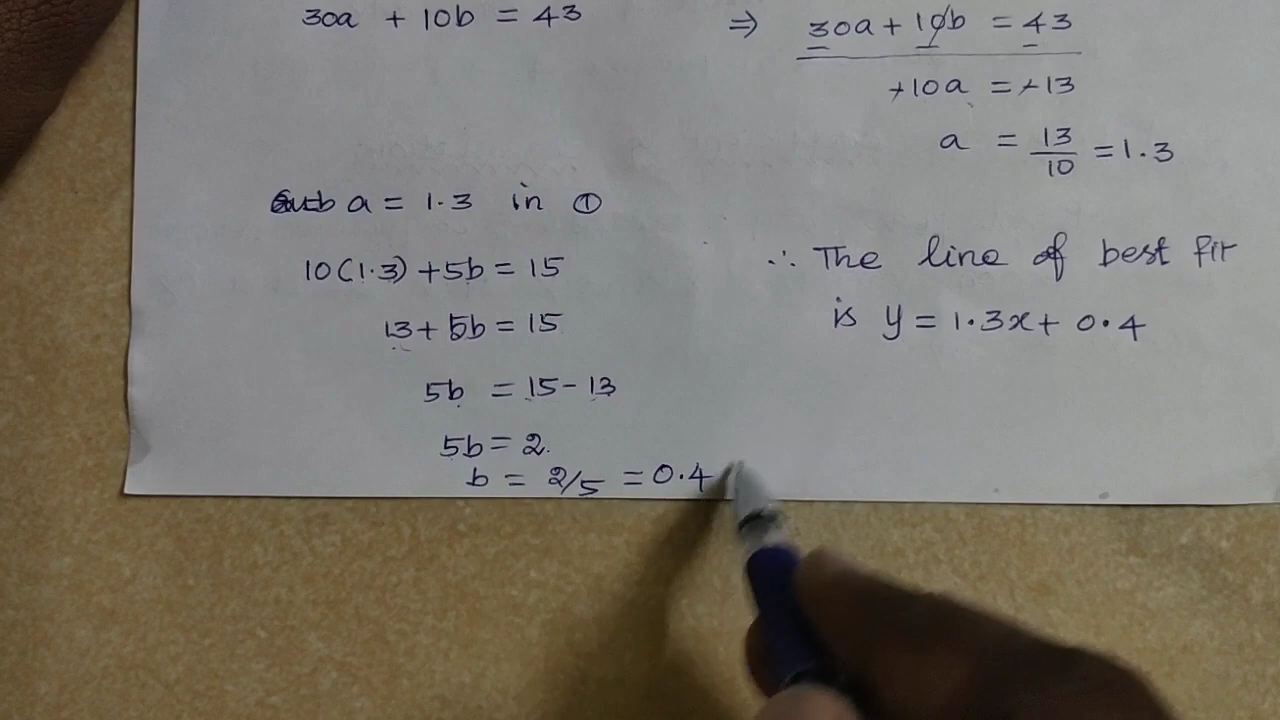 30a + 10b = 43
Sub a = 1.3 in ①
10(1.3) + 5b = 15
13 + 5b = 15
5b = 15 - 13
5b = 2.
b = 2/5 = 0.4
⇒ 30a + 10b = 43
+10a = +13
a = 13/10 = 1.3
∴ The line of best fit
is y = 1.3x + 0.4